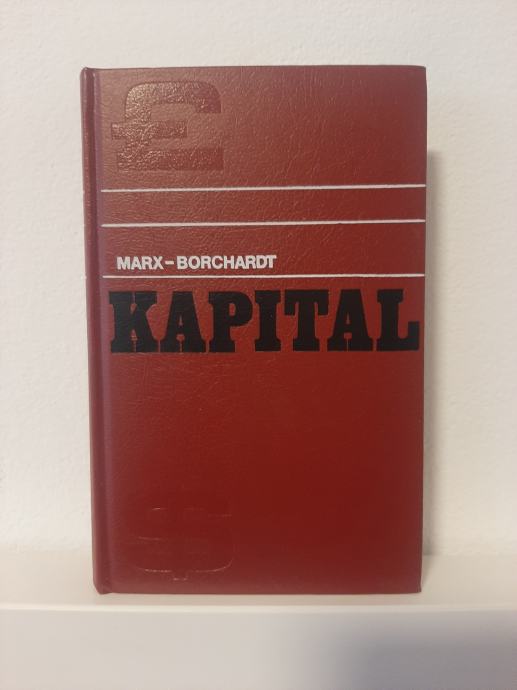 £
MARX-BORCHARDT
KAPITAL
$